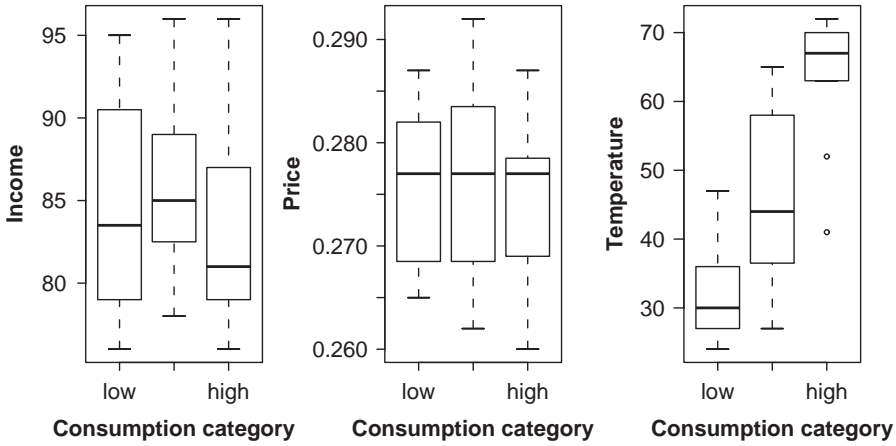 Income
95
90
85
80
low
high
Consumption category
Price
0.290
0.280
0.270
0.260
low
high
Consumption category
Temperature
70
60
50
40
30
low
high
Consumption category